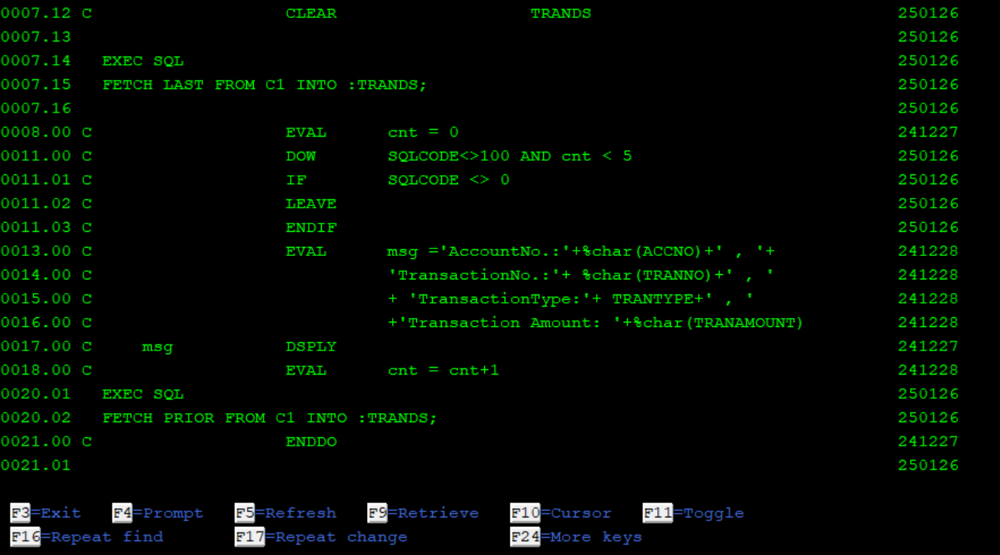 0007.12 C                   CLEAR                   TRANDS                              250126
0007.13                                                                                 250126
0007.14   EXEC SQL                                                                      250126
0007.15   FETCH LAST FROM C1 INTO :TRANDS;                                              250126
0007.16                                                                                 250126
0008.00 C                   EVAL      cnt = 0                                           241227
0011.00 C                   DOW       SQLCODE<>100 AND cnt < 5                          250126
0011.01 C                   IF        SQLCODE <> 0                                      250126
0011.02 C                   LEAVE                                                       250126
0011.03 C                   ENDIF                                                       250126
0013.00 C                   EVAL      msg ='AccountNo.:'+%char(ACCNO)+' , '+            241228
0014.00 C                             'TransactionNo.:'+ %char(TRANNO)+' , '            241228
0015.00 C                             + 'TransactionType:'+ TRANTYPE+' , '              241228
0016.00 C                             +'Transaction Amount: '+%char(TRANAMOUNT)         241228
0017.00 C     msg           DSPLY                                                       241227
0018.00 C                   EVAL      cnt = cnt+1                                       241228
0020.01   EXEC SQL                                                                      250126
0020.02   FETCH PRIOR FROM C1 INTO :TRANDS;                                             250126
0021.00 C                   ENDDO                                                       241227
0021.01                                                                                 250126
F3=Exit   F4=Prompt   F5=Refresh   F9=Retrieve   F10=Cursor   F11=Toggle
F16=Repeat find       F17=Repeat change          F24=More keys